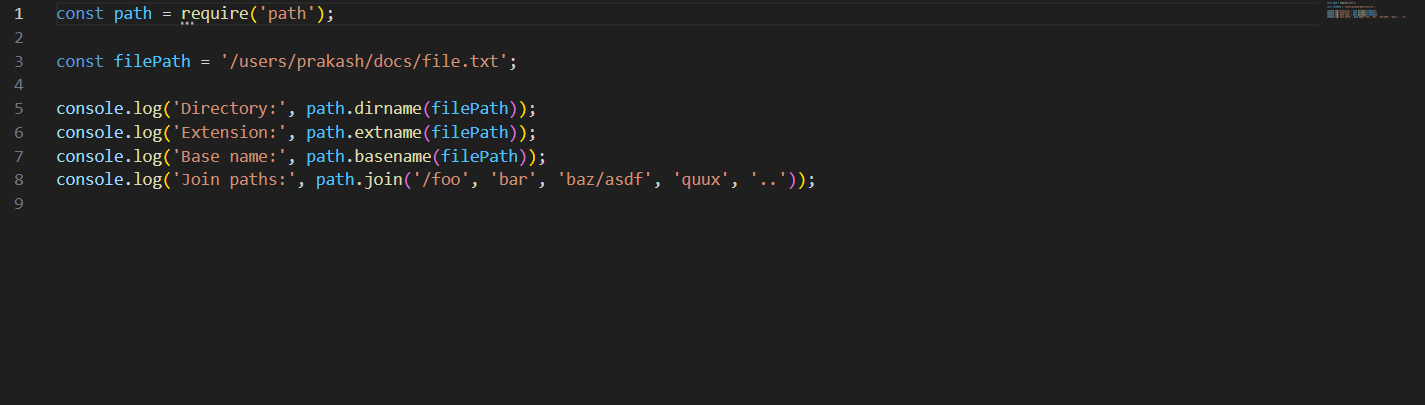 1 const path = require('path');
2
3 const filePath = '/users/prakash/docs/file.txt';
4
5 console.log('Directory:', path.dirname(filePath));
6 console.log('Extension:', path.extname(filePath));
7 console.log('Base name:', path.basename(filePath));
8 console.log('Join paths:', path.join('/foo', 'bar', 'baz/asdf', 'quux', '..'));
9